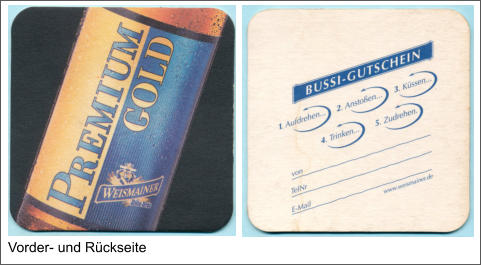 PREMIUM
GOLD
WEISMAINER
BUSSI-GUTSCHEIN
1. Aufdrehen... 2. Anstoßen... 3. Küssen...
4. Trinken... 5. Zudrehen.
von
TelNr
E-Mail
www.weismainer.de
Vorder- und Rückseite